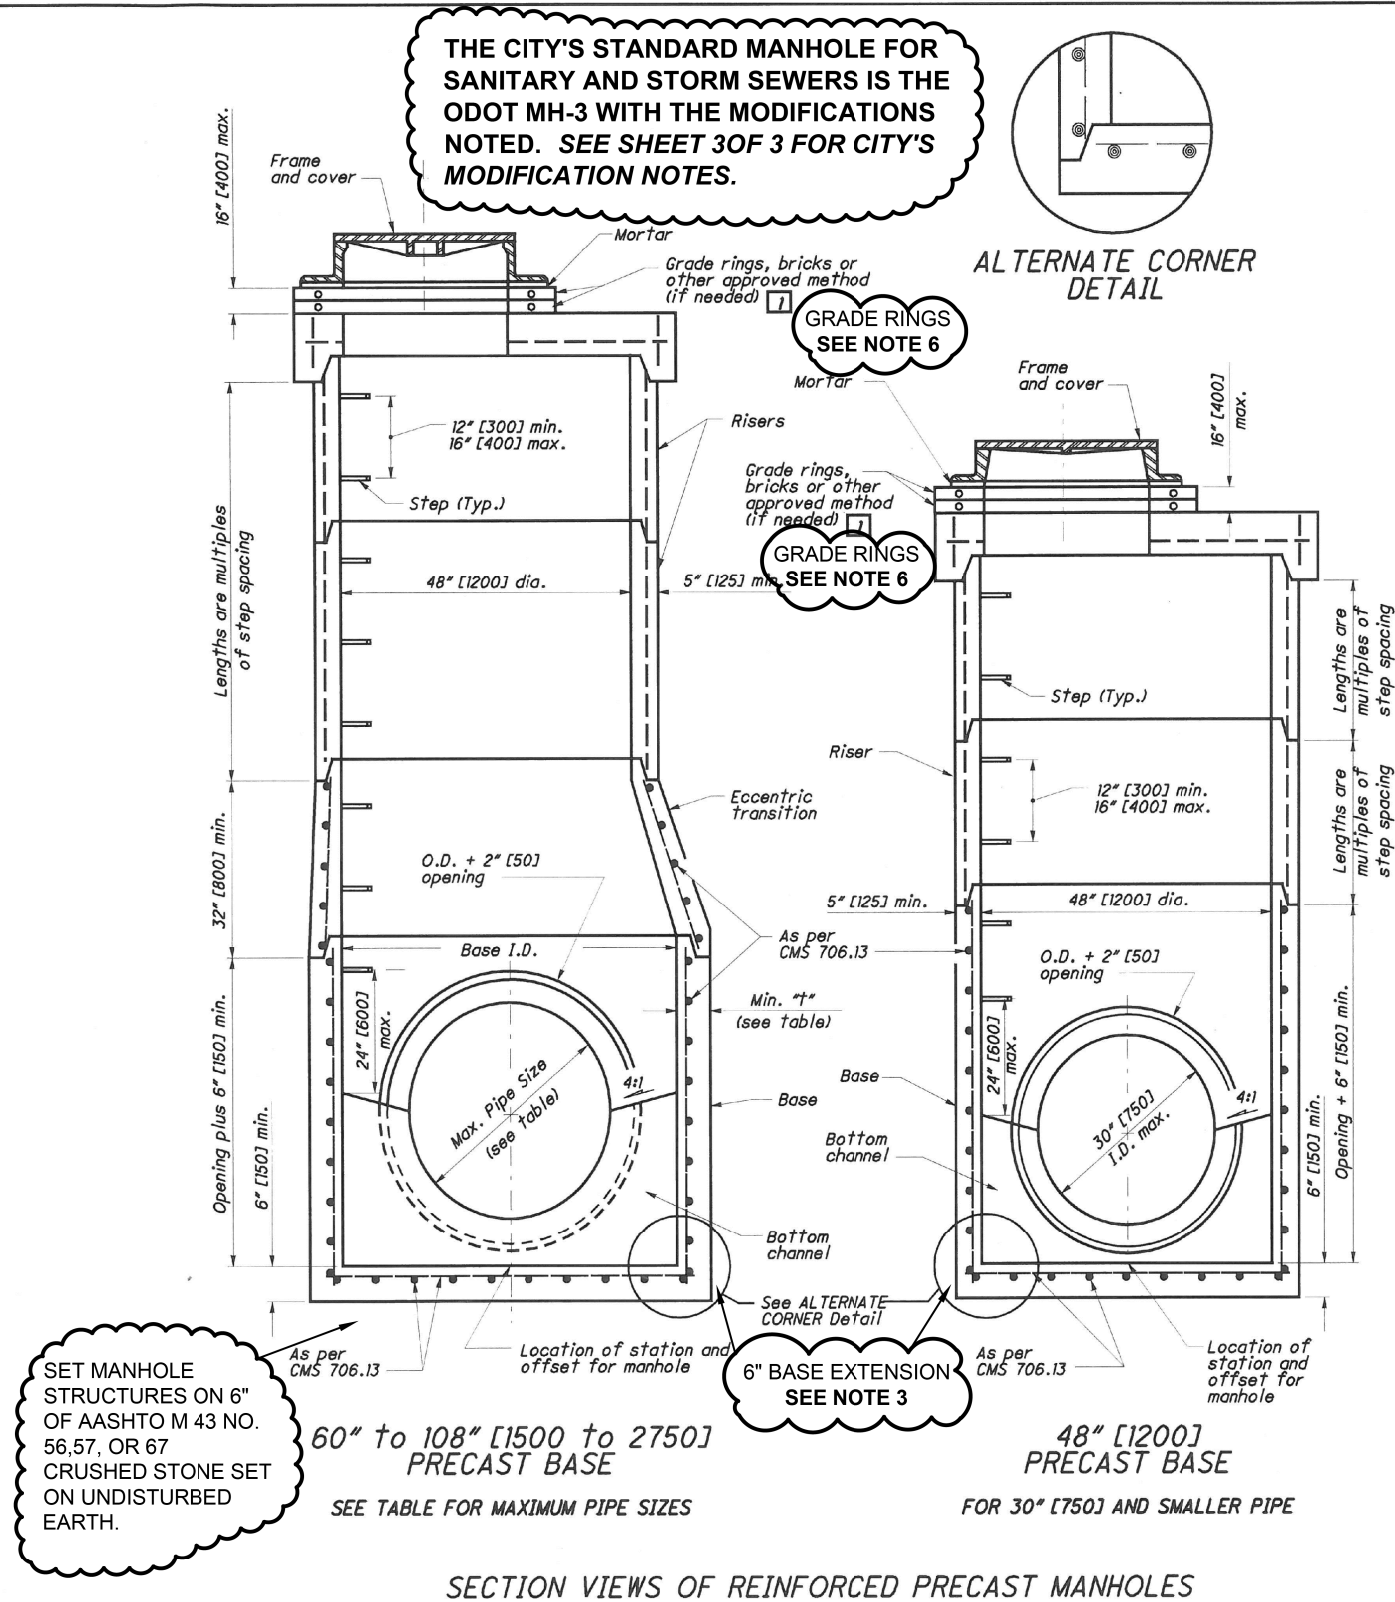 THE CITY'S STANDARD MANHOLE FOR
SANITARY AND STORM SEWERS IS THE
ODOT MH-3 WITH THE MODIFICATIONS
NOTED. SEE SHEET 3OF 3 FOR CITY'S
MODIFICATION NOTES.
ALTERNATE CORNER
DETAIL
16" [400] max.
Frame
and cover
Mortar
Grade rings, bricks or
other approved method
(if needed) 1
GRADE RINGS
SEE NOTE 6
12" [300] min.
16" [400] max.
Risers
Step (Typ.)
Lengths are multiples
of step spacing
48" [1200] dia.
5" [125] min.
Eccentric
transition
32" [800] min.
O.D. + 2" [50]
opening
Base I.D.
As per
CMS 706.13
Min. "t"
(see table)
24" [600]
max.
Max. Pipe Size
(see table)
4:1
Base
Opening plus 6" [150] min.
6" [150] min.
Bottom
channel
See ALTERNATE
CORNER Detail
As per
CMS 706.13
Location of station and
offset for manhole
SET MANHOLE
STRUCTURES ON 6"
OF AASHTO M 43 NO.
56,57, OR 67
CRUSHED STONE SET
ON UNDISTURBED
EARTH.
6" BASE EXTENSION
SEE NOTE 3
60" to 108" [1500 to 2750]
PRECAST BASE
SEE TABLE FOR MAXIMUM PIPE SIZES
Mortar
Frame
and cover
16" [400]
max.
Grade rings,
bricks or other
approved method
(if needed) 1
GRADE RINGS
SEE NOTE 6
Step (Typ.)
Lengths are
multiples of
step spacing
Riser
12" [300] min.
16" [400] max.
Lengths are
multiples of
step spacing
5" [125] min.
48" [1200] dia.
O.D. + 2" [50]
opening
24" [600]
max.
Base
30" [750]
I.D. max.
4:1
Bottom
channel
6" [150] min.
Opening + 6" [150] min.
As per
CMS 706.13
Location of
station and
offset for
manhole
48" [1200]
PRECAST BASE
FOR 30" [750] AND SMALLER PIPE
SECTION VIEWS OF REINFORCED PRECAST MANHOLES